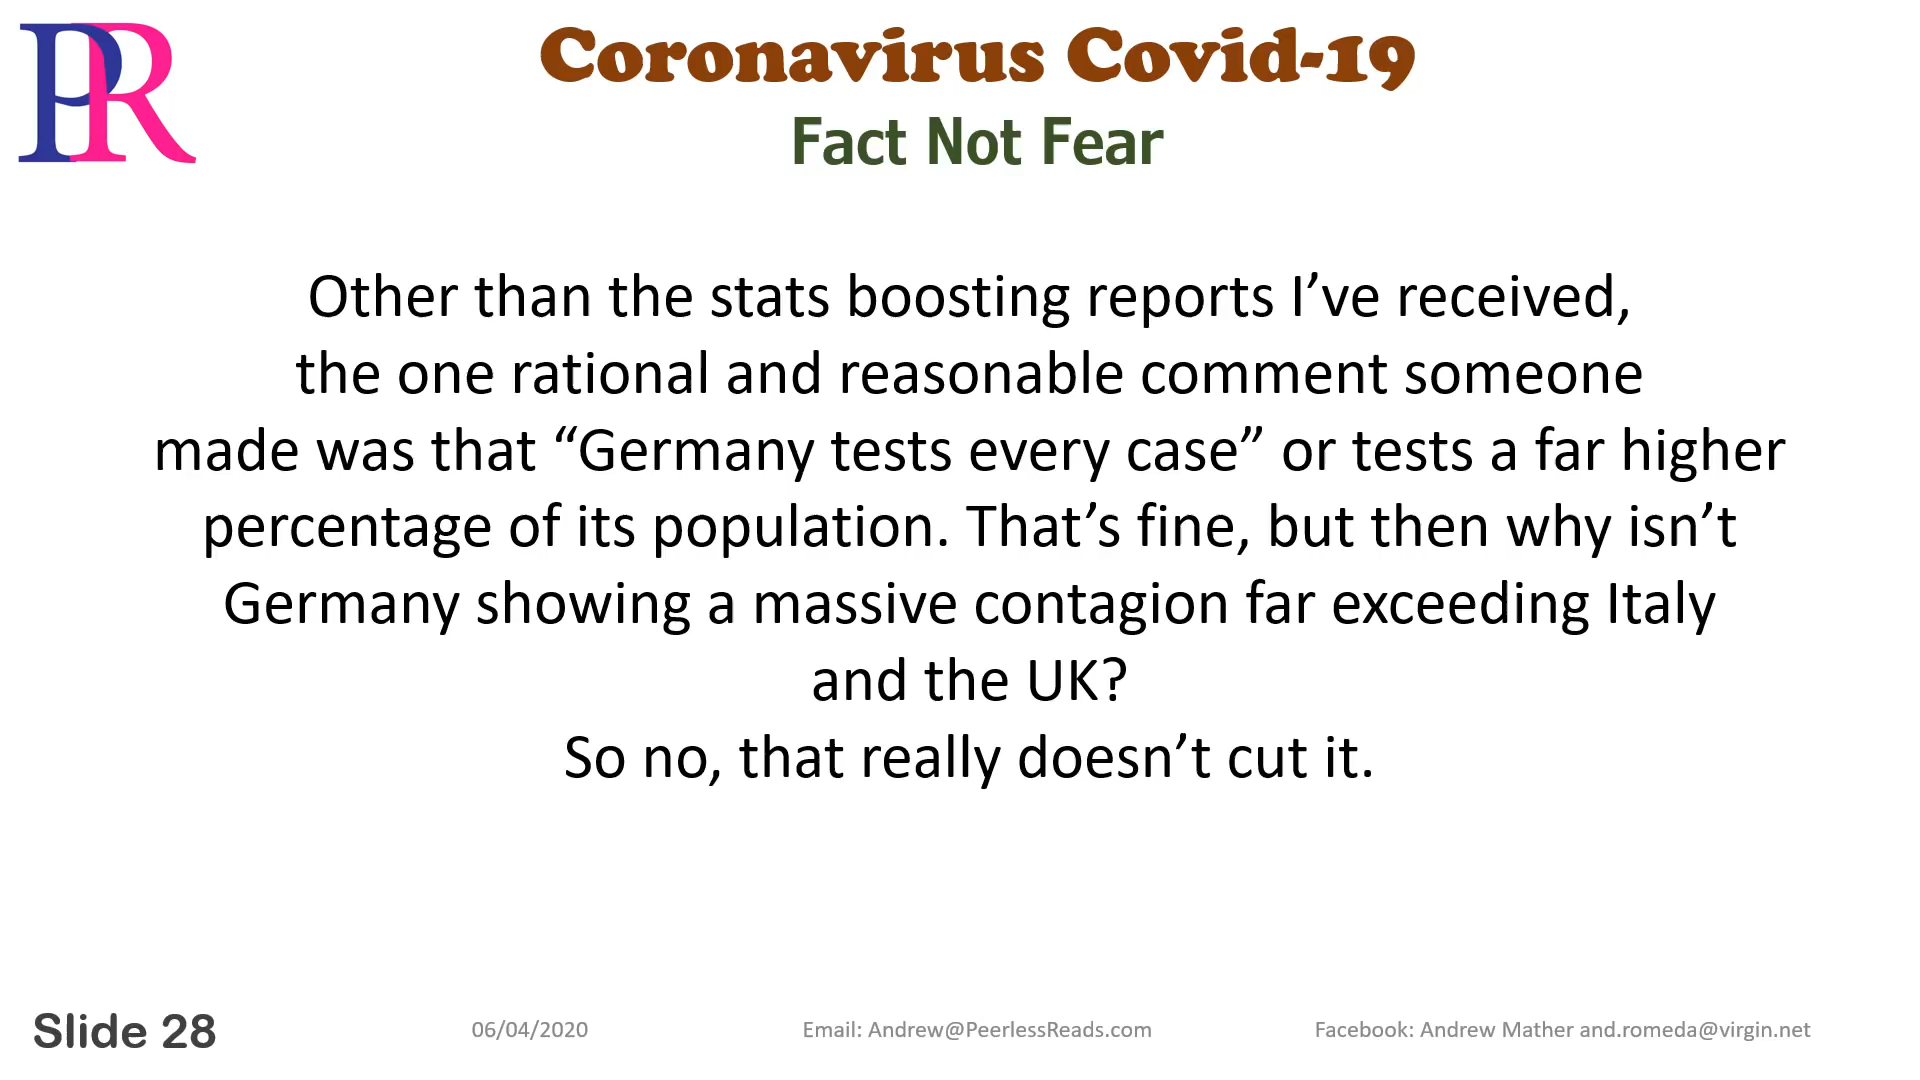 PR
Coronavirus Covid-19
Fact Not Fear
Other than the stats boosting reports I’ve received,
the one rational and reasonable comment someone
made was that “Germany tests every case” or tests a far higher
percentage of its population. That’s fine, but then why isn’t
Germany showing a massive contagion far exceeding Italy
and the UK?
So no, that really doesn’t cut it.
Slide 28
06/04/2020
Email: Andrew@PeerlessReads.com
Facebook: Andrew Mather and.romeda@virgin.net